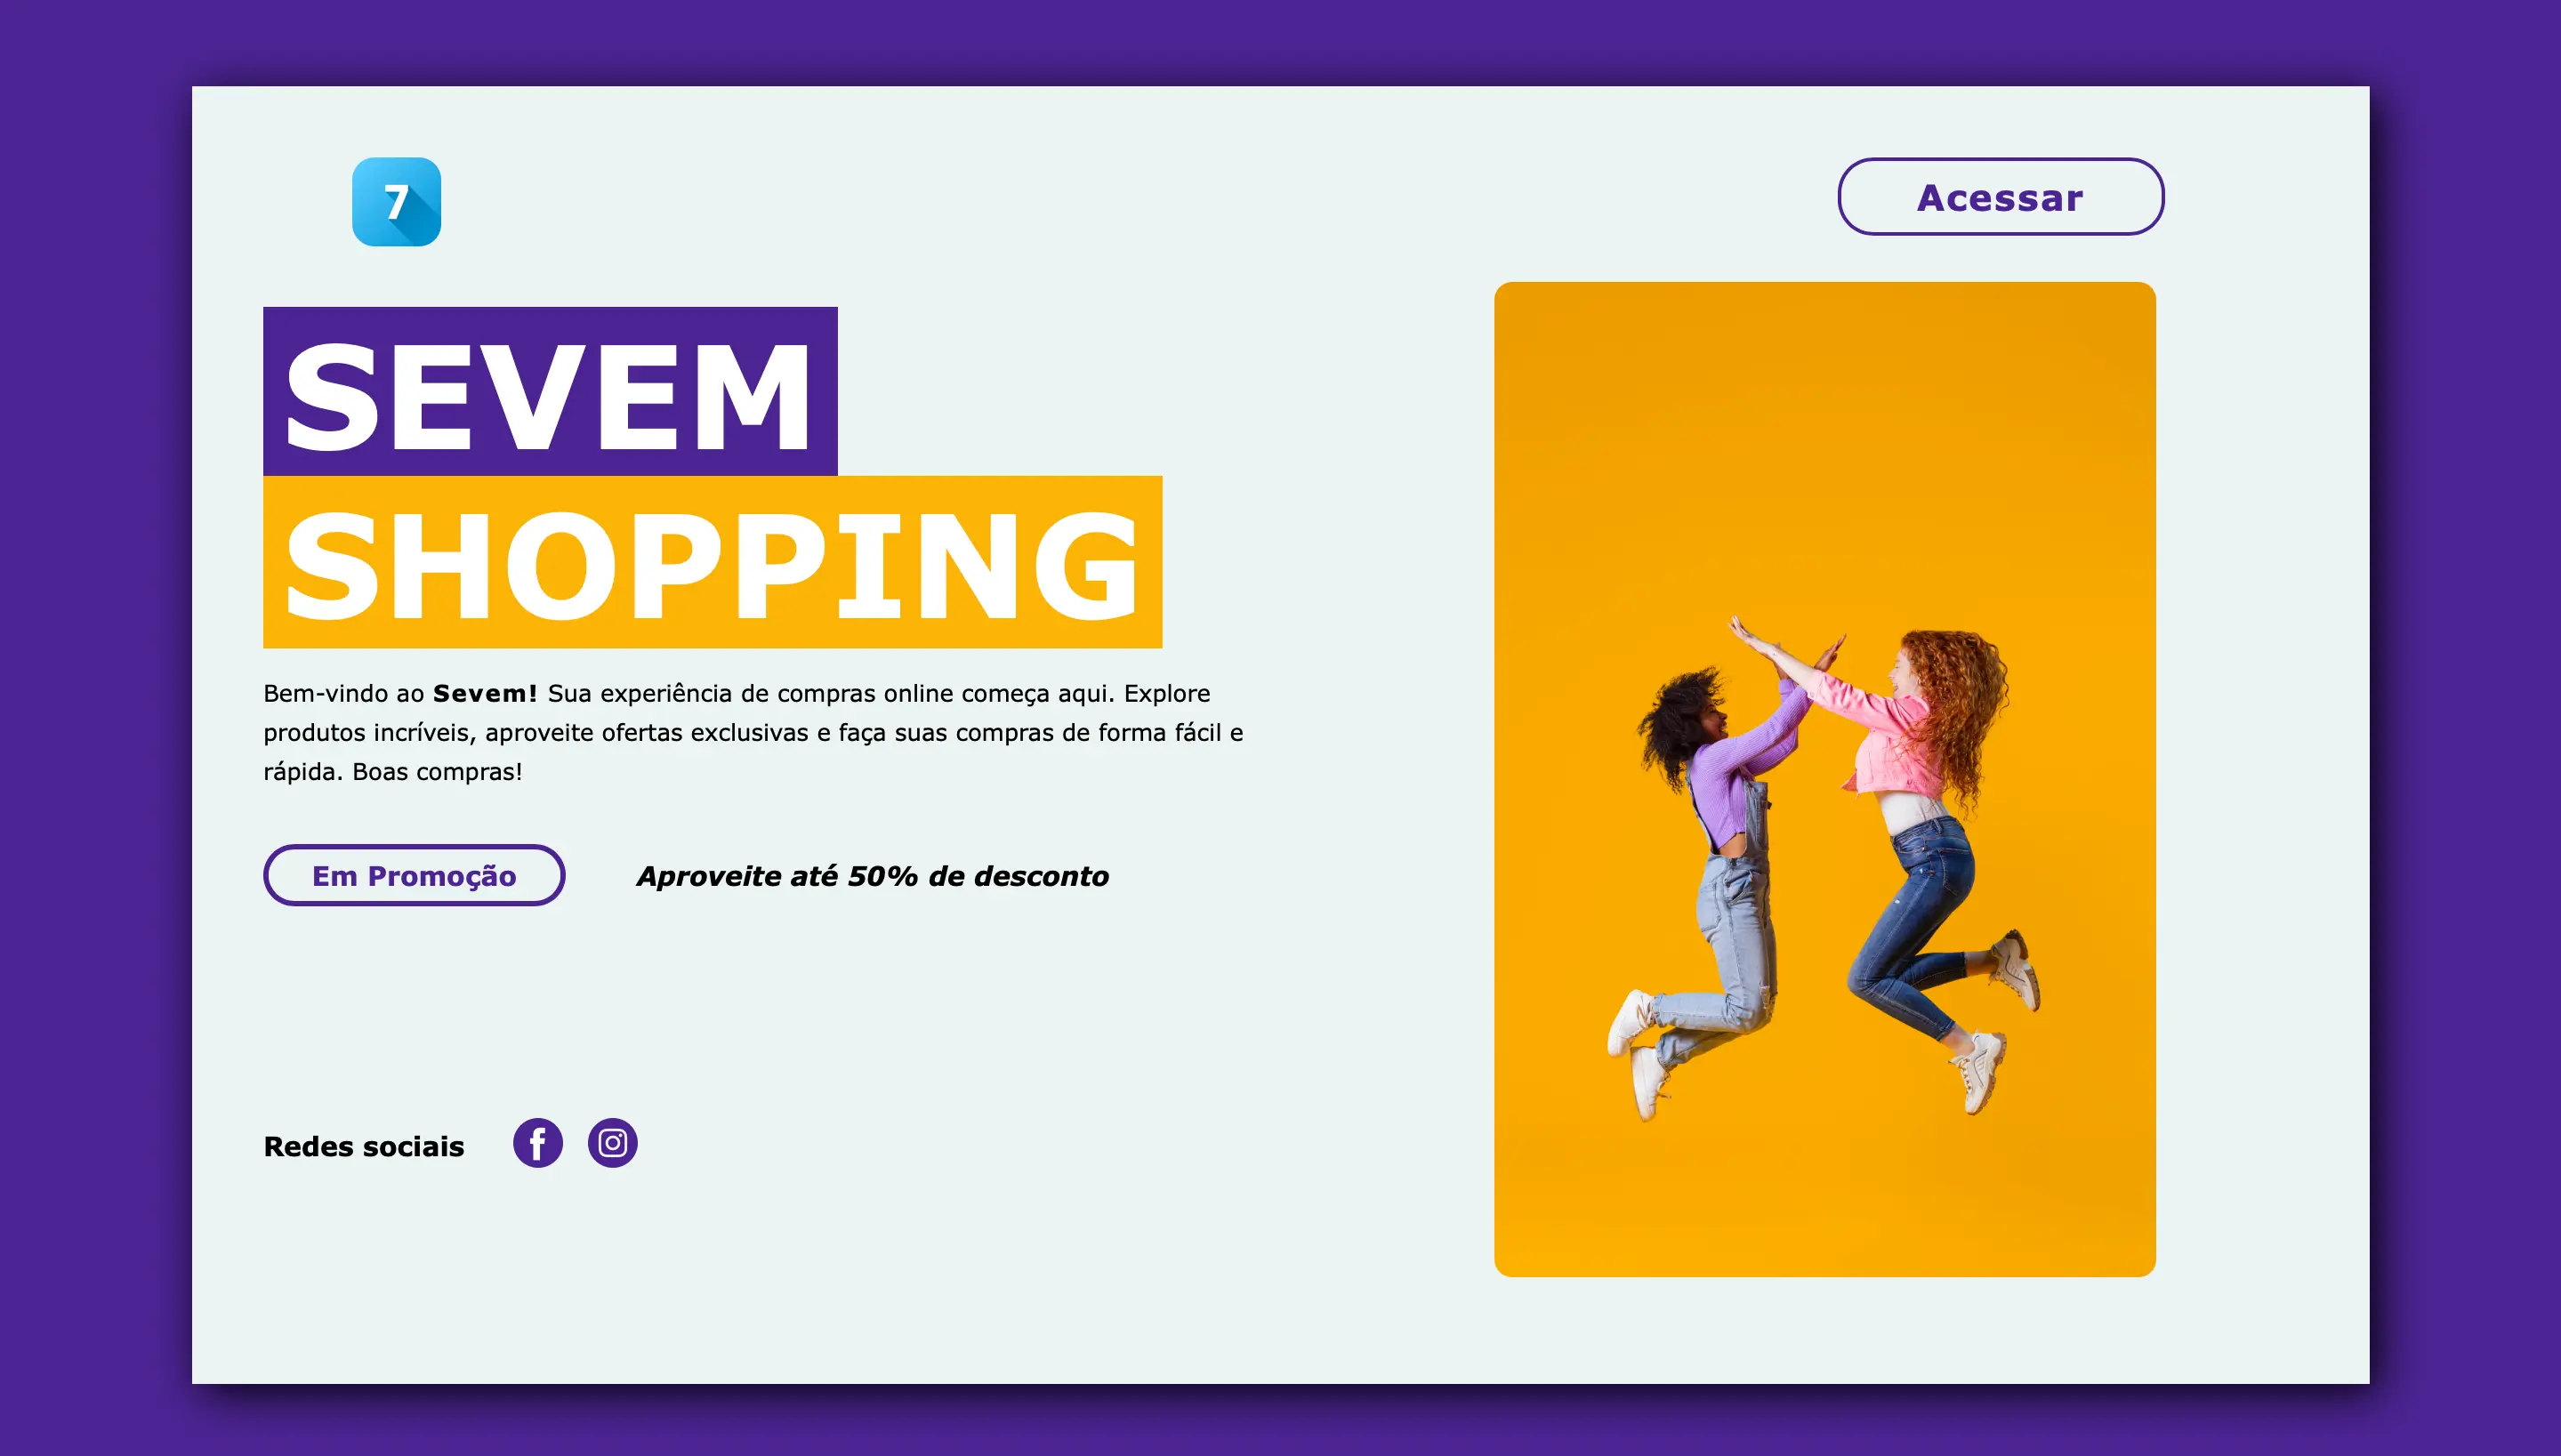 7
Acessar
SEVEM
SHOPPING
Bem-vindo ao Sevem! Sua experiência de compras online começa aqui. Explore
produtos incríveis, aproveite ofertas exclusivas e faça suas compras de forma fácil e
rápida. Boas compras!
Em Promoção
Aproveite até 50% de desconto
Redes sociais